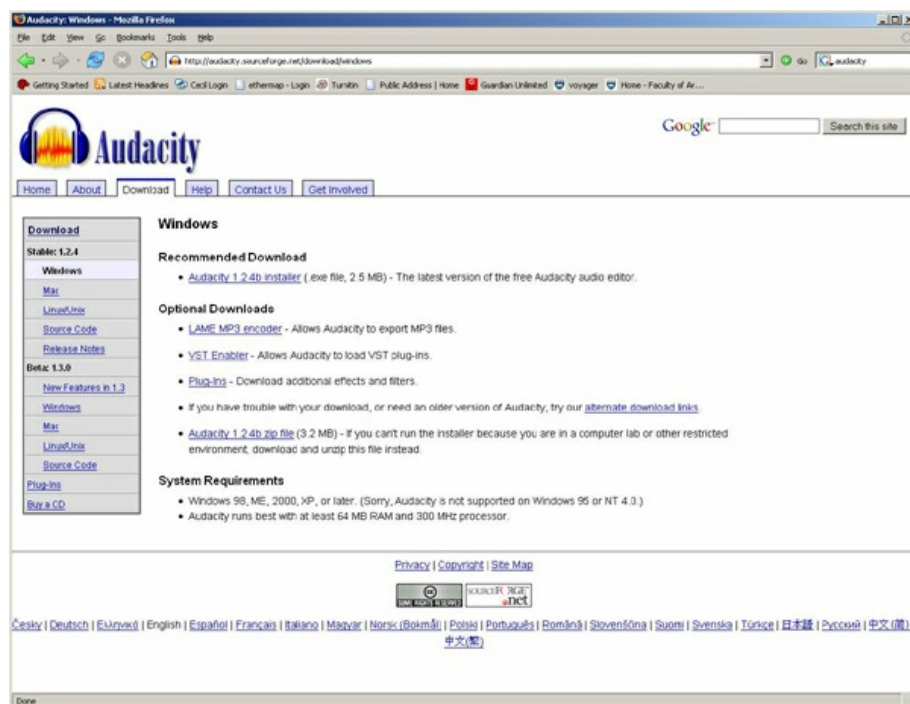 Audacity: Windows - Mozilla Firefox
File Edit View Go Bookmarks Tools Help
http://audacity.sourceforge.net/download/windows
Go
audacity
Getting Started Latest Headlines Cecil Login ethermap - Login Turnitin Public Address | Home Guardian Unlimited voyager Home - Faculty of Ar...
Audacity
Google
Search this site
Home About Download Help Contact Us Get Involved
Download
Stable: 1.2.4
Windows
Mac
Linux/Unix
Source Code
Release Notes
Beta: 1.3.0
New Features in 1.3
Windows
Mac
Linux/Unix
Source Code
Plug-Ins
Buy a CD
Windows
Recommended Download
• Audacity 1.2.4b installer (.exe file, 2.5 MB) - The latest version of the free Audacity audio editor.
Optional Downloads
• LAME MP3 encoder - Allows Audacity to export MP3 files.
• VST Enabler - Allows Audacity to load VST plug-ins.
• Plug-Ins - Download additional effects and filters.
• If you have trouble with your download, or need an older version of Audacity, try our alternate download links.
• Audacity 1.2.4b zip file (3.2 MB) - If you can't run the installer because you are in a computer lab or other restricted
environment, download and unzip this file instead.
System Requirements
• Windows 98, ME, 2000, XP, or later. (Sorry, Audacity is not supported on Windows 95 or NT 4.0.)
• Audacity runs best with at least 64 MB RAM and 300 MHz processor.
Privacy | Copyright | Site Map
cc
SOME RIGHTS RESERVED
SOURCEFORGE
.net
Česky | Deutsch | Ελληνικά | English | Español | Français | Italiano | Magyar | Norsk (Bokmål) | Polski | Português | Română | Slovenščina | Suomi | Svenska | Türkçe | 日本語 | Русский | 中文(简)
中文(繁)
Done